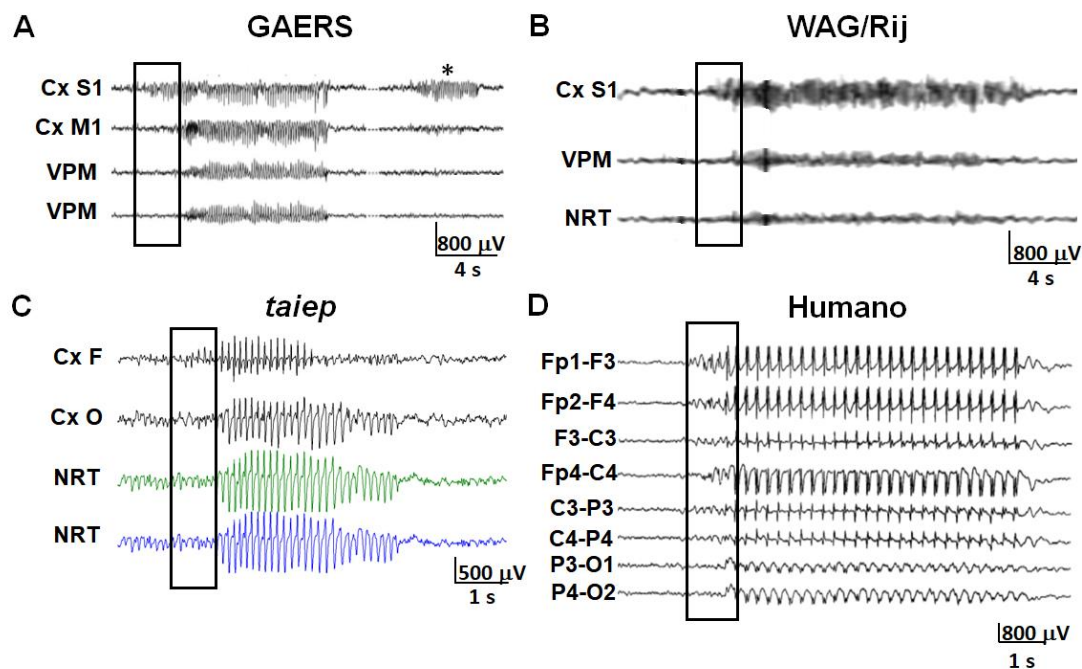 A
GAERS
Cx S1
*
Cx M1
VPM
VPM
800 µV
4 s
B
WAG/Rij
Cx S1
VPM
NRT
800 µV
4 s
C
taiep
Cx F
Cx O
NRT
NRT
500 µV
1 s
D
Humano
Fp1-F3
Fp2-F4
F3-C3
Fp4-C4
C3-P3
C4-P4
P3-O1
P4-O2
800 µV
1 s